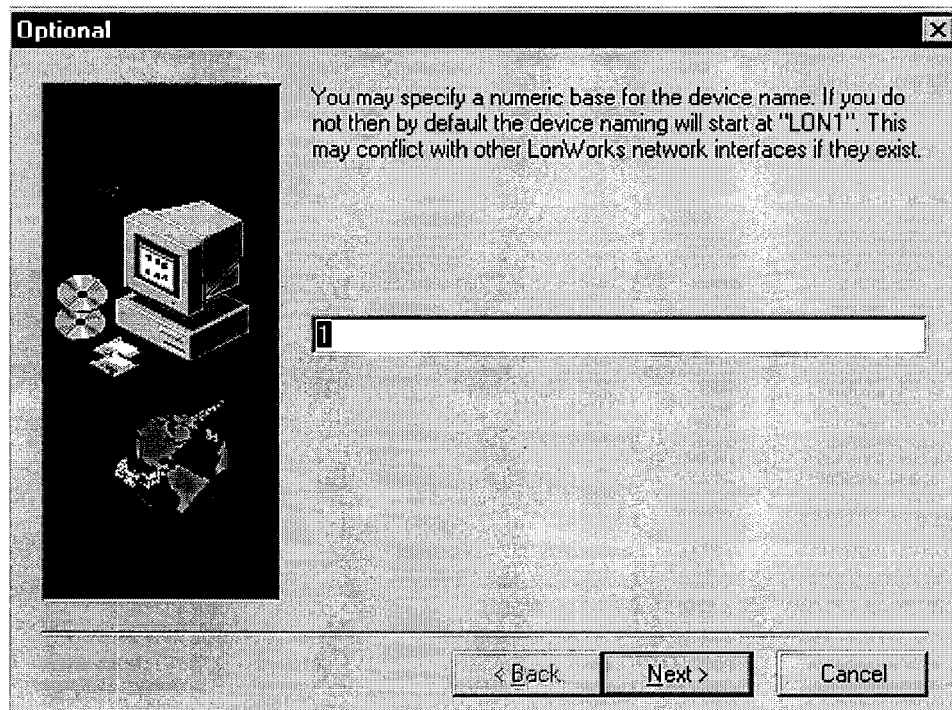 Optional
You may specify a numeric base for the device name. If you do
not then by default the device naming will start at "LON1". This
may conflict with other LonWorks network interfaces if they exist.
1
< Back
Next >
Cancel